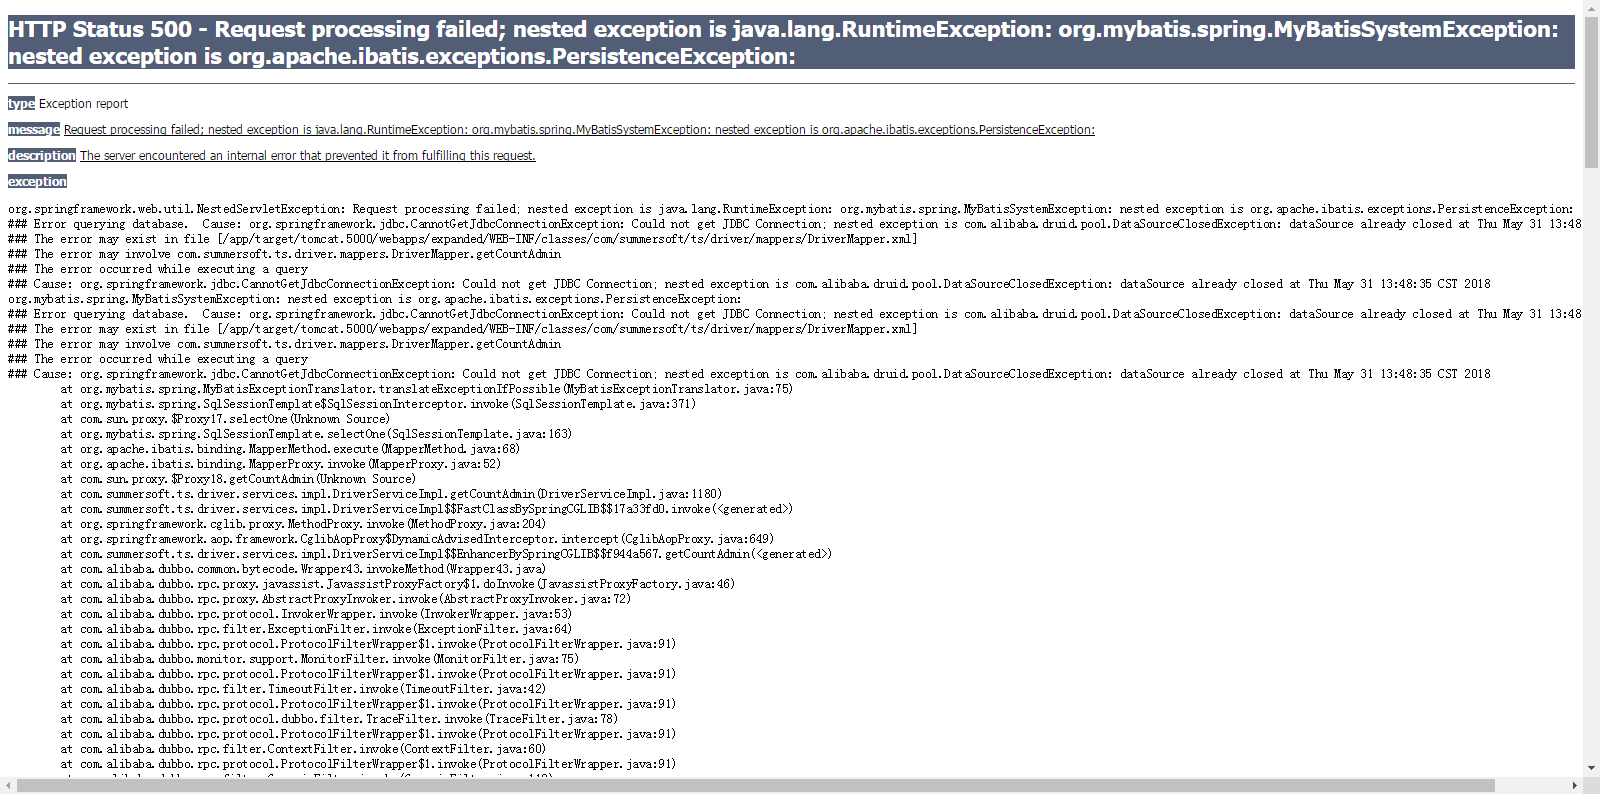 HTTP Status 500 - Request processing failed; nested exception is java.lang.RuntimeException: org.mybatis.spring.MyBatisSystemException:
nested exception is org.apache.ibatis.exceptions.PersistenceException:
type Exception report
message Request processing failed; nested exception is java.lang.RuntimeException: org.mybatis.spring.MyBatisSystemException: nested exception is org.apache.ibatis.exceptions.PersistenceException:
description The server encountered an internal error that prevented it from fulfilling this request.
exception
org.springframework.web.util.NestedServletException: Request processing failed; nested exception is java.lang.RuntimeException: org.mybatis.spring.MyBatisSystemException: nested exception is org.apache.ibatis.exceptions.PersistenceException:
### Error querying database.  Cause: org.springframework.jdbc.CannotGetJdbcConnectionException: Could not get JDBC Connection; nested exception is com.alibaba.druid.pool.DataSourceClosedException: dataSource already closed at Thu May 31 13:48
### The error may exist in file [/app/target/tomcat.5000/webapps/expanded/WEB-INF/classes/com/summersoft/ts/driver/mappers/DriverMapper.xml]
### The error may involve com.summersoft.ts.driver.mappers.DriverMapper.getCountAdmin
### The error occurred while executing a query
### Cause: org.springframework.jdbc.CannotGetJdbcConnectionException: Could not get JDBC Connection; nested exception is com.alibaba.druid.pool.DataSourceClosedException: dataSource already closed at Thu May 31 13:48:35 CST 2018
org.mybatis.spring.MyBatisSystemException: nested exception is org.apache.ibatis.exceptions.PersistenceException:
### Error querying database.  Cause: org.springframework.jdbc.CannotGetJdbcConnectionException: Could not get JDBC Connection; nested exception is com.alibaba.druid.pool.DataSourceClosedException: dataSource already closed at Thu May 31 13:48
### The error may exist in file [/app/target/tomcat.5000/webapps/expanded/WEB-INF/classes/com/summersoft/ts/driver/mappers/DriverMapper.xml]
### The error may involve com.summersoft.ts.driver.mappers.DriverMapper.getCountAdmin
### The error occurred while executing a query
### Cause: org.springframework.jdbc.CannotGetJdbcConnectionException: Could not get JDBC Connection; nested exception is com.alibaba.druid.pool.DataSourceClosedException: dataSource already closed at Thu May 31 13:48:35 CST 2018
at org.mybatis.spring.MyBatisExceptionTranslator.translateExceptionIfPossible(MyBatisExceptionTranslator.java:75)
at org.mybatis.spring.SqlSessionTemplate$SqlSessionInterceptor.invoke(SqlSessionTemplate.java:371)
at com.sun.proxy.$Proxy17.selectOne(Unknown Source)
at org.mybatis.spring.SqlSessionTemplate.selectOne(SqlSessionTemplate.java:163)
at org.apache.ibatis.binding.MapperMethod.execute(MapperMethod.java:68)
at org.apache.ibatis.binding.MapperProxy.invoke(MapperProxy.java:52)
at com.sun.proxy.$Proxy18.getCountAdmin(Unknown Source)
at com.summersoft.ts.driver.services.impl.DriverServiceImpl.getCountAdmin(DriverServiceImpl.java:1180)
at com.summersoft.ts.driver.services.impl.DriverServiceImpl$$FastClassBySpringCGLIB$$17a33fd0.invoke(<generated>)
at org.springframework.cglib.proxy.MethodProxy.invoke(MethodProxy.java:204)
at org.springframework.aop.framework.CglibAopProxy$DynamicAdvisedInterceptor.intercept(CglibAopProxy.java:649)
at com.summersoft.ts.driver.services.impl.DriverServiceImpl$$EnhancerBySpringCGLIB$$f944a567.getCountAdmin(<generated>)
at com.alibaba.dubbo.common.bytecode.Wrapper43.invokeMethod(Wrapper43.java)
at com.alibaba.dubbo.rpc.proxy.javassist.JavassistProxyFactory$1.doInvoke(JavassistProxyFactory.java:46)
at com.alibaba.dubbo.rpc.proxy.AbstractProxyInvoker.invoke(AbstractProxyInvoker.java:72)
at com.alibaba.dubbo.rpc.protocol.InvokerWrapper.invoke(InvokerWrapper.java:53)
at com.alibaba.dubbo.rpc.filter.ExceptionFilter.invoke(ExceptionFilter.java:64)
at com.alibaba.dubbo.rpc.protocol.ProtocolFilterWrapper$1.invoke(ProtocolFilterWrapper.java:91)
at com.alibaba.dubbo.monitor.support.MonitorFilter.invoke(MonitorFilter.java:75)
at com.alibaba.dubbo.rpc.protocol.ProtocolFilterWrapper$1.invoke(ProtocolFilterWrapper.java:91)
at com.alibaba.dubbo.rpc.filter.TimeoutFilter.invoke(TimeoutFilter.java:42)
at com.alibaba.dubbo.rpc.protocol.ProtocolFilterWrapper$1.invoke(ProtocolFilterWrapper.java:91)
at com.alibaba.dubbo.rpc.protocol.dubbo.filter.TraceFilter.invoke(TraceFilter.java:78)
at com.alibaba.dubbo.rpc.protocol.ProtocolFilterWrapper$1.invoke(ProtocolFilterWrapper.java:91)
at com.alibaba.dubbo.rpc.filter.ContextFilter.invoke(ContextFilter.java:60)
at com.alibaba.dubbo.rpc.protocol.ProtocolFilterWrapper$1.invoke(ProtocolFilterWrapper.java:91)